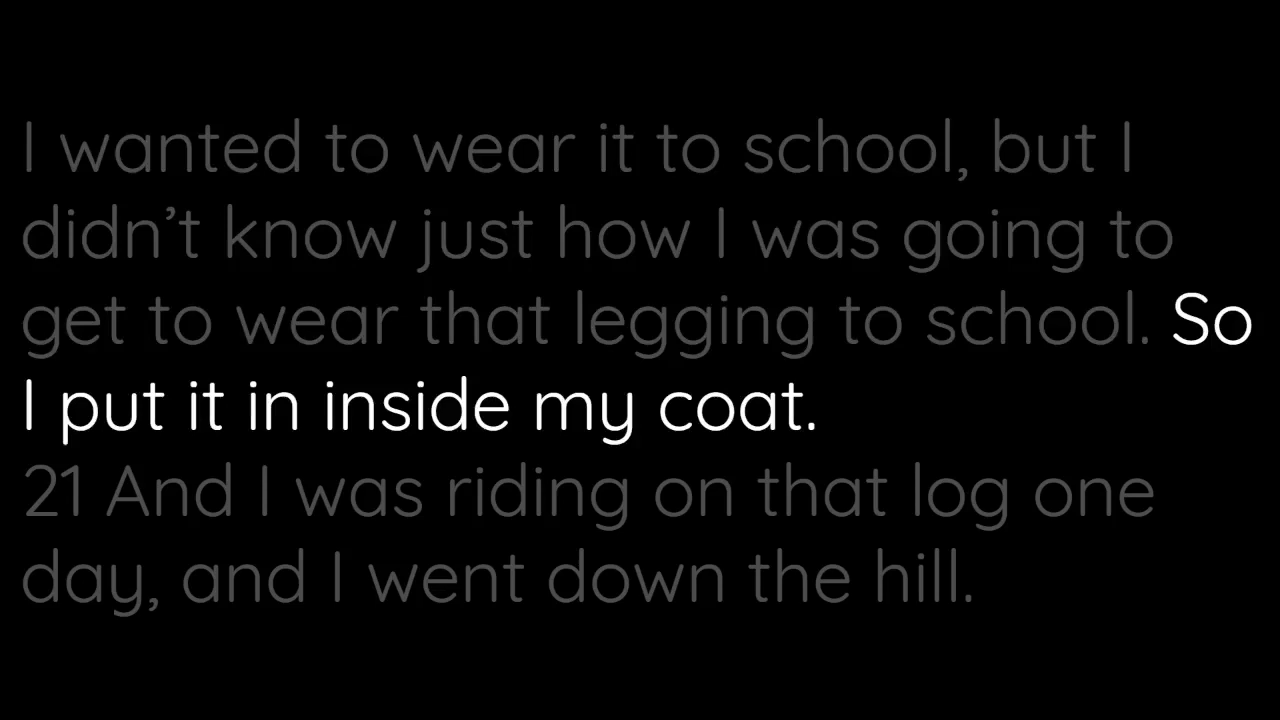 I wanted to wear it to school, but I
didn’t know just how I was going to
get to wear that legging to school. So
I put it in inside my coat.
21 And I was riding on that log one
day, and I went down the hill.